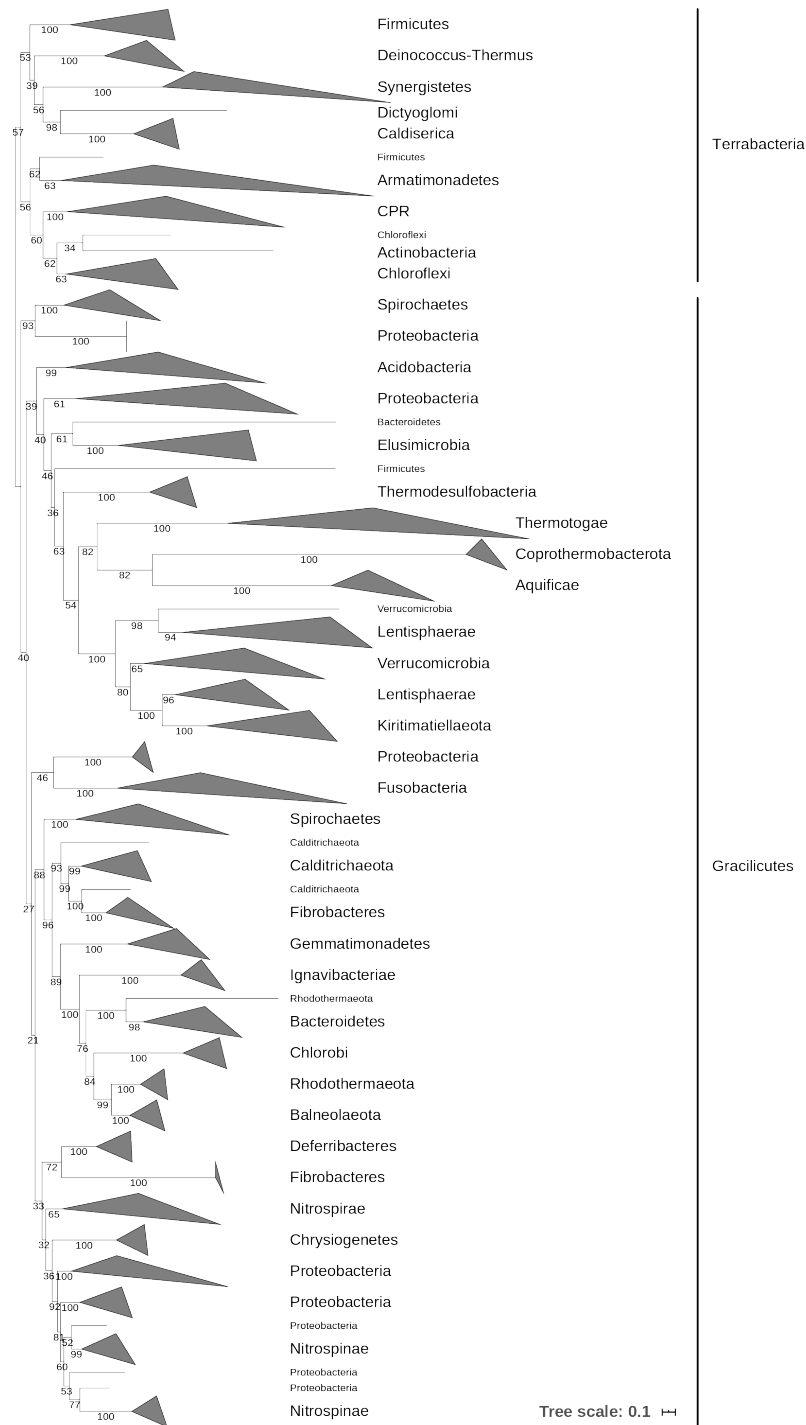 Firmicutes
100
Deinococcus-Thermus
53
100
Synergistetes
39
100
56
Dictyoglomi
98
100
Caldiserica
57
Terrabacteria
Firmicutes
62
63
Armatimonadetes
56
100
CPR
60
Chloroflexi
34
Actinobacteria
62
63
Chloroflexi
100
Spirochaetes
93
100
Proteobacteria
99
Acidobacteria
39
61
Proteobacteria
40
61
Bacteroidetes
100
Elusimicrobia
46
Firmicutes
100
Thermodesulfobacteria
36
100
Thermotogae
63
82
100
Coprothermobacterota
82
100
Aquificae
54
Verrucomicrobia
98
94
Lentisphaerae
40
100
65
Verrucomicrobia
80
96
Lentisphaerae
100
100
Kiritimatiellaeota
100
Proteobacteria
46
100
Fusobacteria
100
Spirochaetes
Calditrichaeota
93
99
Calditrichaeota
88
99
Calditrichaeota
100
100
Fibrobacteres
Gracilicutes
27
96
100
Gemmatimonadetes
89
100
Ignavibacteriae
Rhodothermaeota
100
100
98
Bacteroidetes
21
76
100
Chlorobi
84
100
Rhodothermaeota
99
100
Balneolaeota
100
Deferribacteres
72
100
Fibrobacteres
33
65
Nitrospirae
32
100
Chrysiogenetes
36
100
Proteobacteria
92
100
Proteobacteria
Proteobacteria
81
52
99
Nitrospinae
60
Proteobacteria
53
Proteobacteria
77
100
Nitrospinae
Tree scale: 0.1